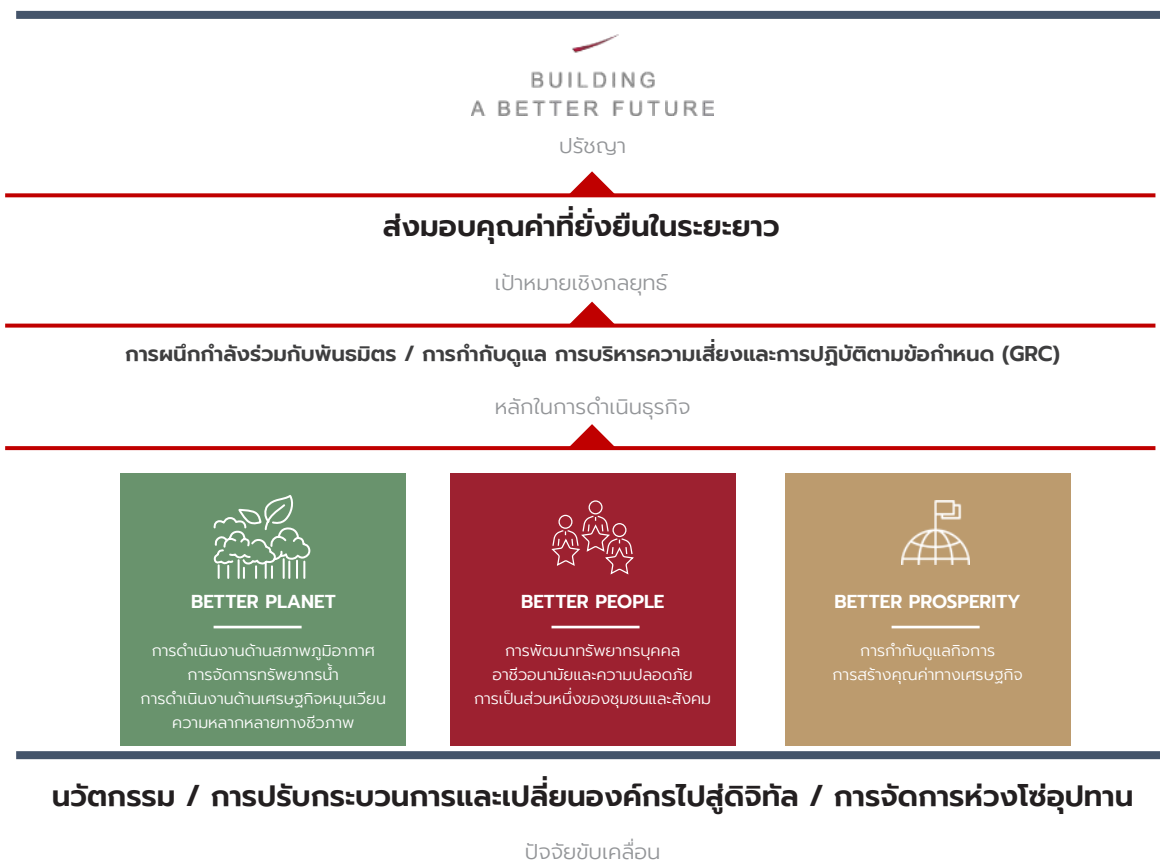 BUILDING
A BETTER FUTURE
ปรัชญา
ส่งมอบคุณค่าที่ยั่งยืนในระยะยาว
เป้าหมายเชิงกลยุทธ์
การผนึกกำลังร่วมกับพันธมิตร / การกำกับดูแล การบริหารความเสี่ยงและการปฏิบัติตามข้อกำหนด (GRC)
หลักในการดำเนินธุรกิจ
BETTER PLANET
การดำเนินงานด้านสภาพภูมิอากาศ
การจัดการทรัพยากรน้ำ
การดำเนินงานด้านเศรษฐกิจหมุนเวียน
ความหลากหลายทางชีวภาพ
BETTER PEOPLE
การพัฒนาทรัพยากรบุคคล
อาชีวอนามัยและความปลอดภัย
การเป็นส่วนหนึ่งของชุมชนและสังคม
BETTER PROSPERITY
การกำกับดูแลกิจการ
การสร้างคุณค่าทางเศรษฐกิจ
นวัตกรรม / การปรับกระบวนการและเปลี่ยนองค์กรไปสู่ดิจิทัล / การจัดการห่วงโซ่อุปทาน
ปัจจัยขับเคลื่อน